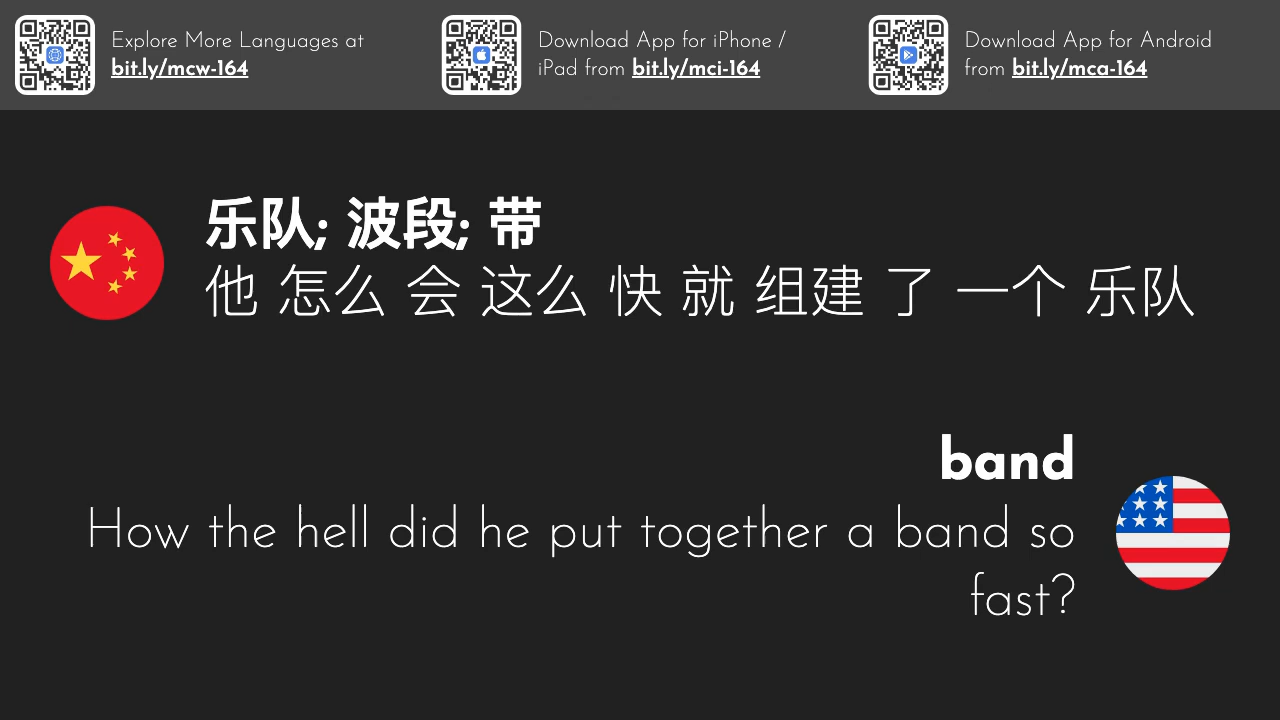 Explore More Languages at
bit.ly/mcw-164
Download App for iPhone /
iPad from bit.ly/mci-164
Download App for Android
from bit.ly/mca-164
乐队; 波段; 带
他 怎么 会 这么 快 就 组建 了 一个 乐队
band
How the hell did he put together a band so
fast?